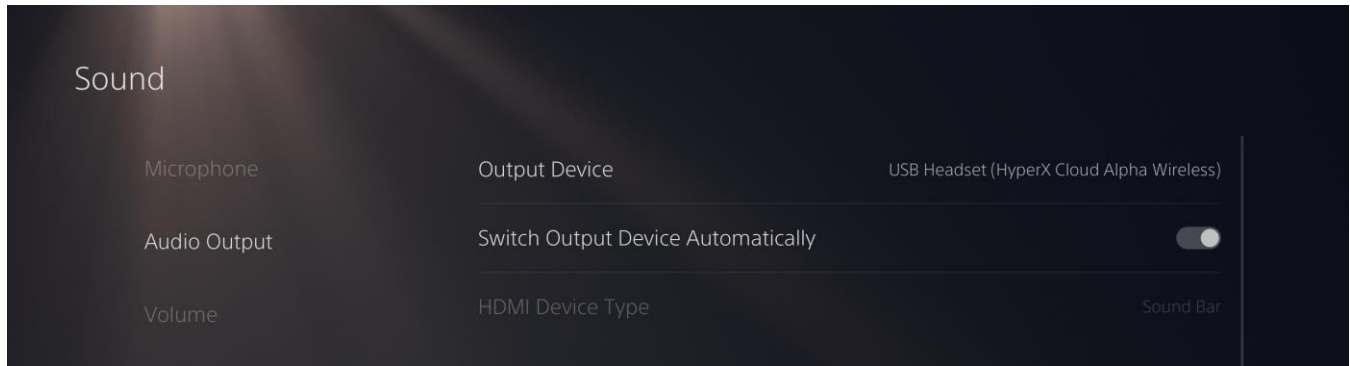 Sound
Microphone
Output Device
USB Headset (HyperX Cloud Alpha Wireless)
Audio Output
Switch Output Device Automatically
Volume
HDMI Device Type
Sound Bar